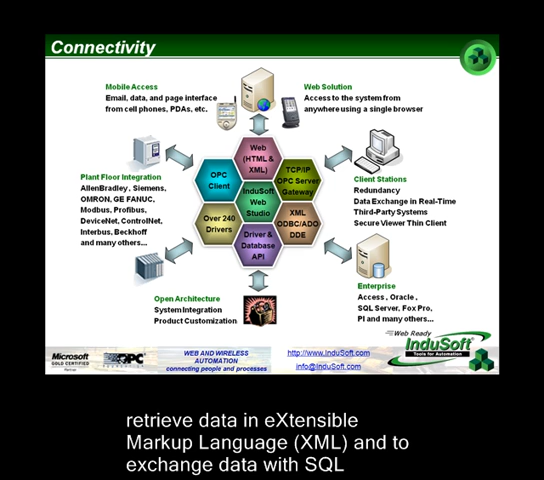 Connectivity
Mobile Access
Email, data, and page interface
from cell phones, PDAs, etc.
Web Solution
Access to the system from
anywhere using a single browser
Plant Floor Integration
AllenBradley , Siemens,
OMRON, GE FANUC,
Modbus, Profibus,
DeviceNet, ControlNet,
Interbus, Beckhoff
and many others...
Web
(HTML &
XML)
OPC
Client
TCP/IP
OPC Server
Gateway
InduSoft
Web
Studio
Over 240
Drivers
XML
ODBC/ADO
DDE
Driver &
Database
API
Client Stations
Redundancy
Data Exchange in Real-Time
Third-Party Systems
Secure Viewer Thin Client
Open Architecture
System Integration
Product Customization
Enterprise
Access , Oracle ,
SQL Server, Fox Pro,
PI and many others...
Microsoft
GOLD CERTIFIED
Partner
OPC
FOUNDATION
WEB AND WIRELESS
AUTOMATION
connecting people and processes
http://www.InduSoft.com
info@InduSoft.com
Web Ready
InduSoft
Tools for Automation
retrieve data in eXtensible
Markup Language (XML) and to
exchange data with SQL